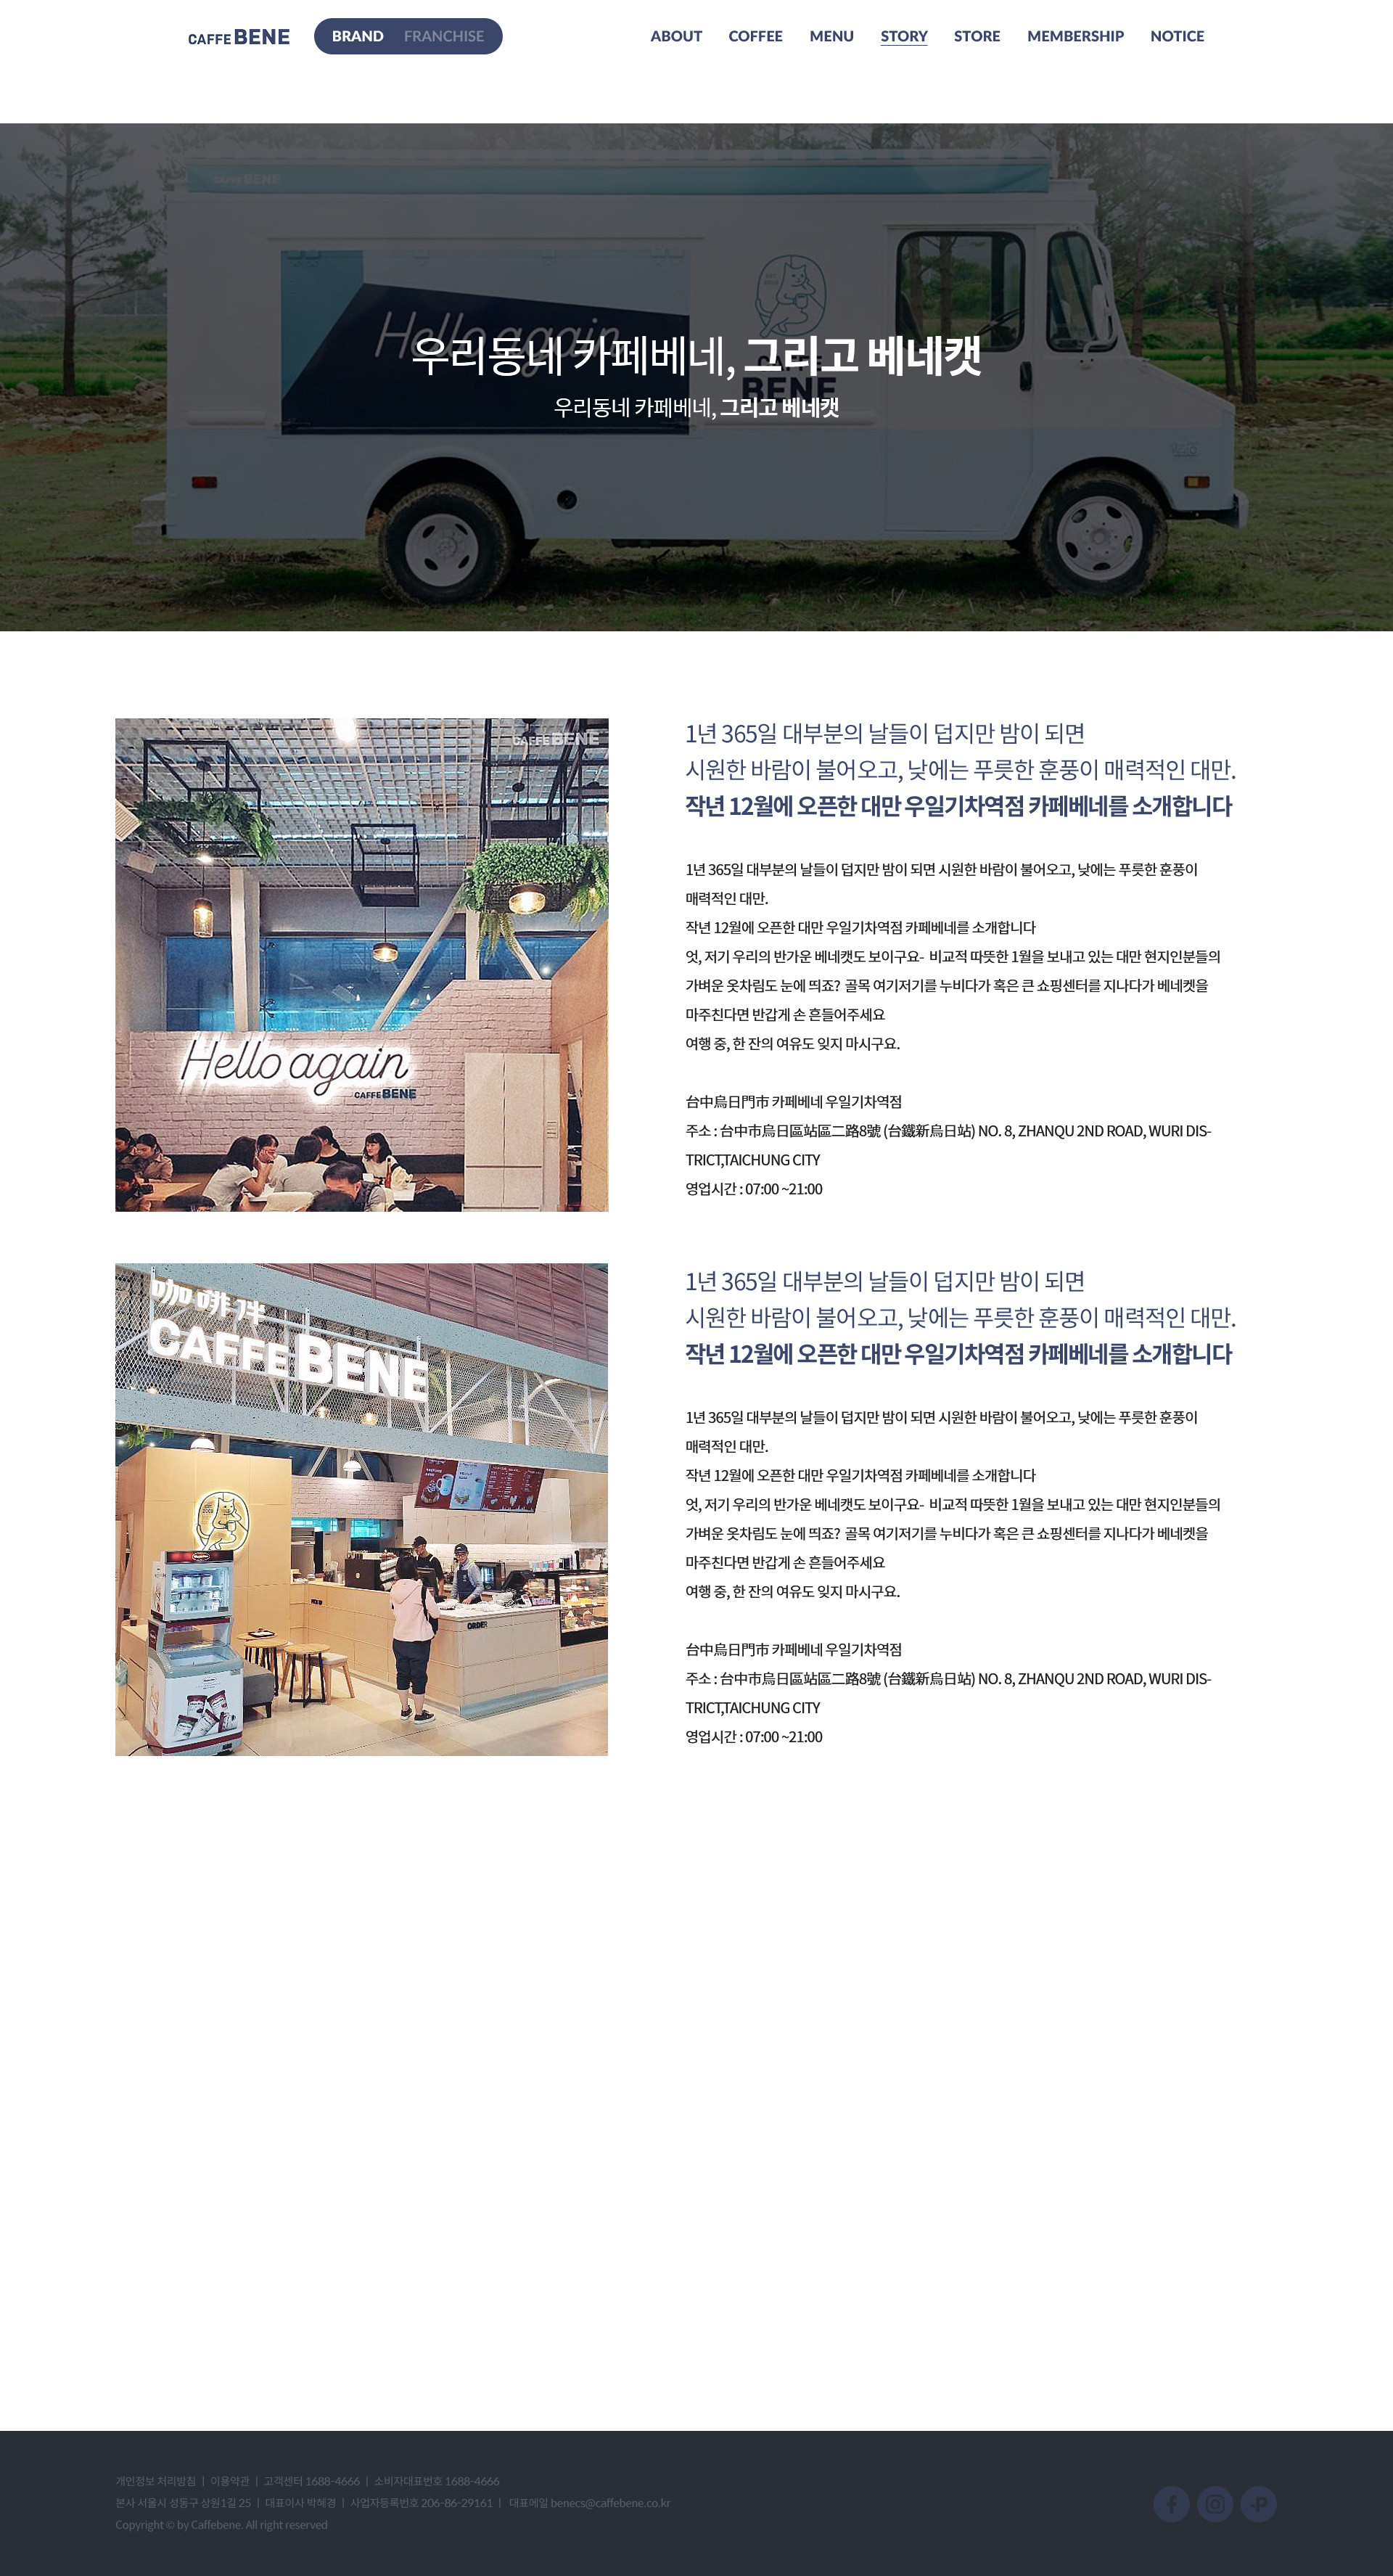 CAFFE BENE
BRAND FRANCHISE
ABOUT COFFEE MENU STORY STORE MEMBERSHIP NOTICE
CAFFE BENE
Hello again
CAFFE BENE
우리동네 카페베네, 그리고 베네캣
우리동네 카페베네, 그리고 베네캣
CAFFE BENE
Hello again
CAFFE BENE
1년 365일 대부분의 날들이 덥지만 밤이 되면
시원한 바람이 불어오고, 낮에는 푸릇한 훈풍이 매력적인 대만.
작년 12월에 오픈한 대만 우일기차역점 카페베네를 소개합니다
1년 365일 대부분의 날들이 덥지만 밤이 되면 시원한 바람이 불어오고, 낮에는 푸릇한 훈풍이
매력적인 대만.
작년 12월에 오픈한 대만 우일기차역점 카페베네를 소개합니다
엇, 저기 우리의 반가운 베네캣도 보이구요- 비교적 따뜻한 1월을 보내고 있는 대만 현지인분들의
가벼운 옷차림도 눈에 띄죠? 골목 여기저기를 누비다가 혹은 큰 쇼핑센터를 지나다가 베네켓을
마주친다면 반갑게 손 흔들어주세요
여행 중, 한 잔의 여유도 잊지 마시구요.
台中烏日門市 카페베네 우일기차역점
주소 : 台中市烏日區站區二路8號 (台鐵新烏日站) NO. 8, ZHANQU 2ND ROAD, WURI DIS-
TRICT,TAICHUNG CITY
영업시간 : 07:00 ~21:00
咖啡伴
CAFFE BENE
ORDER
1년 365일 대부분의 날들이 덥지만 밤이 되면
시원한 바람이 불어오고, 낮에는 푸릇한 훈풍이 매력적인 대만.
작년 12월에 오픈한 대만 우일기차역점 카페베네를 소개합니다
1년 365일 대부분의 날들이 덥지만 밤이 되면 시원한 바람이 불어오고, 낮에는 푸릇한 훈풍이
매력적인 대만.
작년 12월에 오픈한 대만 우일기차역점 카페베네를 소개합니다
엇, 저기 우리의 반가운 베네캣도 보이구요- 비교적 따뜻한 1월을 보내고 있는 대만 현지인분들의
가벼운 옷차림도 눈에 띄죠? 골목 여기저기를 누비다가 혹은 큰 쇼핑센터를 지나다가 베네켓을
마주친다면 반갑게 손 흔들어주세요
여행 중, 한 잔의 여유도 잊지 마시구요.
台中烏日門市 카페베네 우일기차역점
주소 : 台中市烏日區站區二路8號 (台鐵新烏日站) NO. 8, ZHANQU 2ND ROAD, WURI DIS-
TRICT,TAICHUNG CITY
영업시간 : 07:00 ~21:00
개인정보 처리방침 | 이용약관 | 고객센터 1688-4666 | 소비자대표번호 1688-4666
본사 서울시 성동구 상원1길 25 | 대표이사 박혜경 | 사업자등록번호 206-86-29161 | 대표메일 benecs@caffebene.co.kr
Copyright © by Caffebene. All right reserved